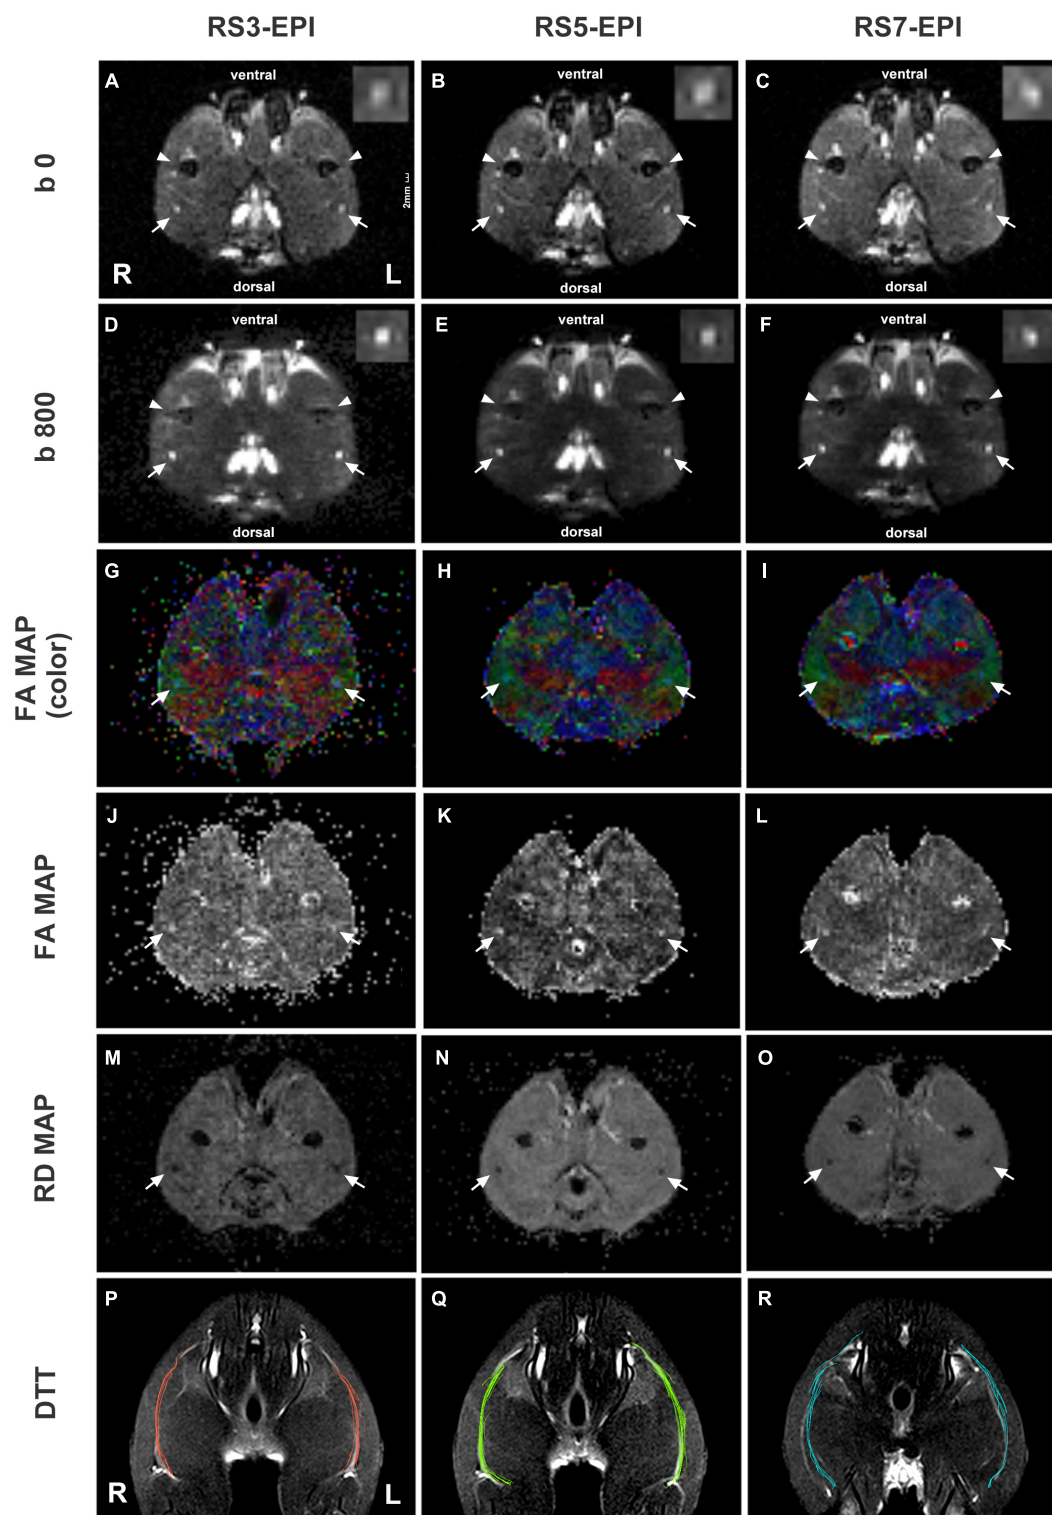 RS3-EPI RS5-EPI RS7-EPI
b 0
A ventral B ventral C ventral
2mm
R L
dorsal dorsal dorsal
b 800
D ventral E ventral F ventral
dorsal dorsal dorsal
FA MAP
(color)
G H I
FA MAP
J K L
RD MAP
M N O
DTT
P Q R
R L